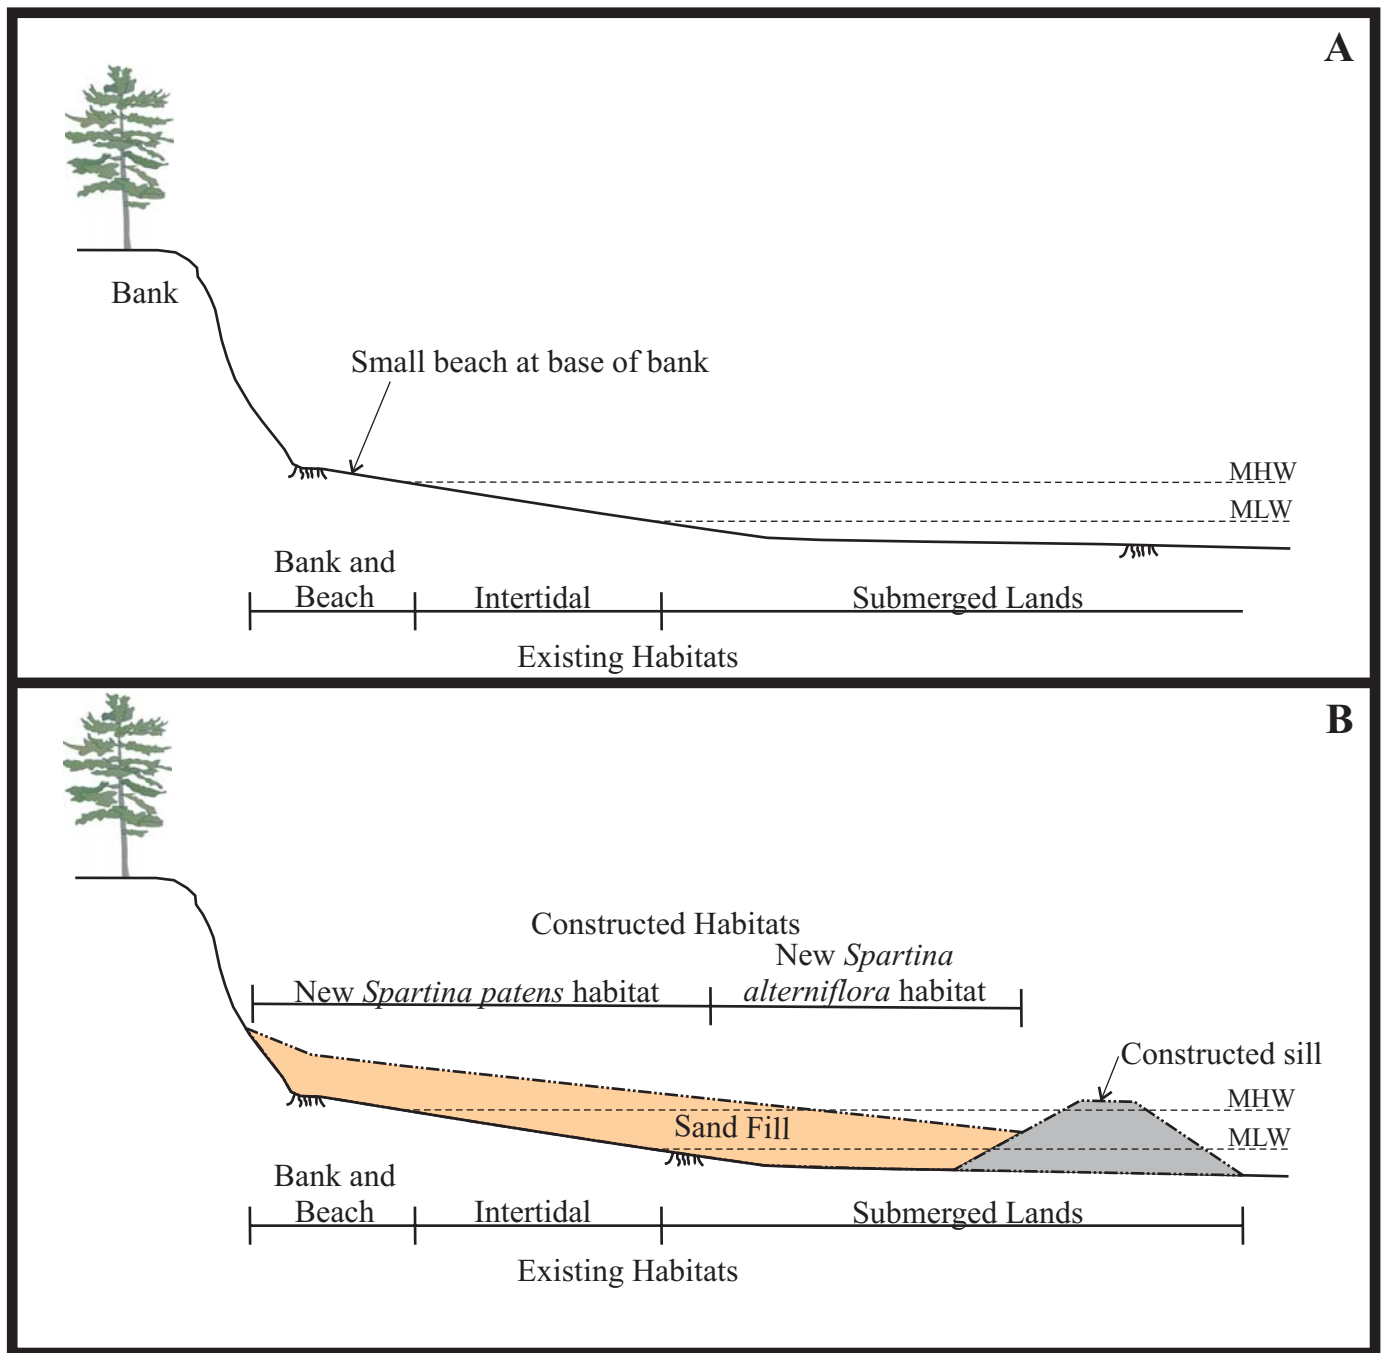 A
Bank
Small beach at base of bank
MHW
MLW
Bank and
Beach
Intertidal
Submerged Lands
Existing Habitats
B
Constructed Habitats
New Spartina patens habitat
New Spartina
alterniflora habitat
Constructed sill
MHW
Sand Fill
MLW
Bank and
Beach
Intertidal
Submerged Lands
Existing Habitats